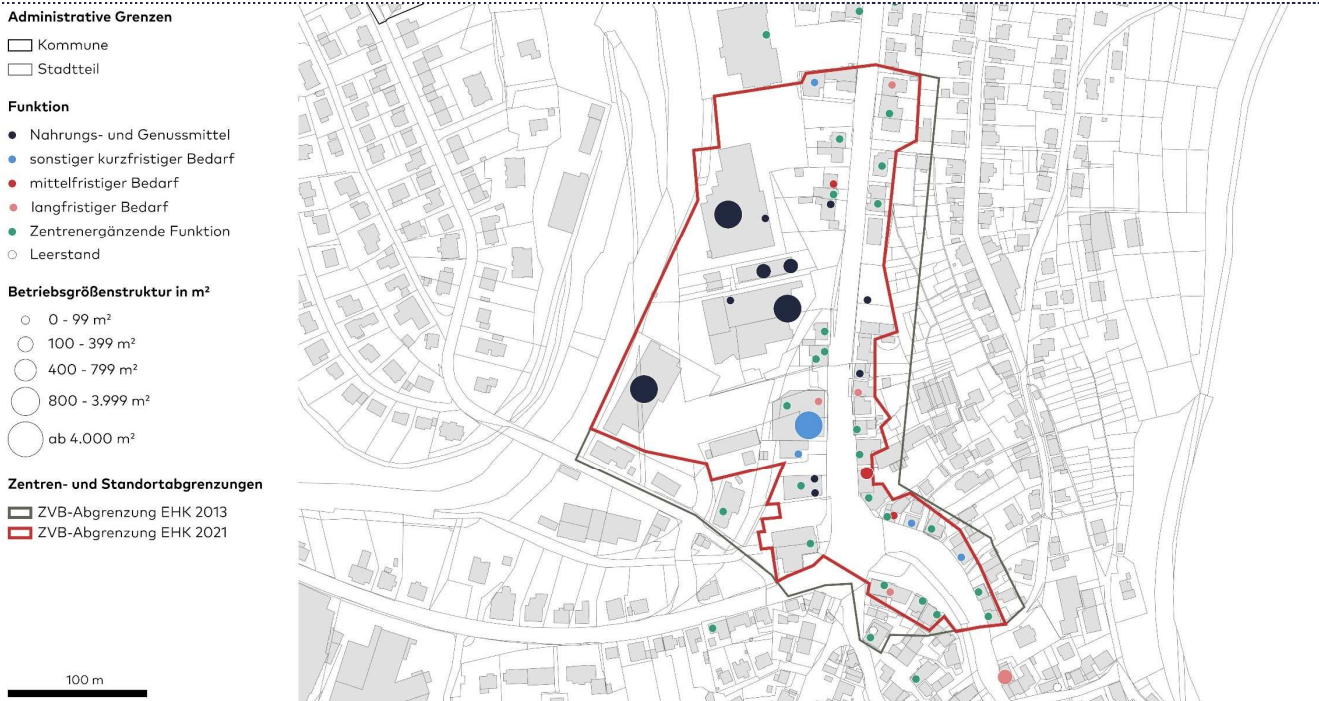 Administrative Grenzen
Kommune
Stadtteil
Funktion
Nahrungs- und Genussmittel
sonstiger kurzfristiger Bedarf
mittelfristiger Bedarf
langfristiger Bedarf
Zentrenergänzende Funktion
Leerstand
Betriebsgrößenstruktur in m²
0 - 99 m²
100 - 399 m²
400 - 799 m²
800 - 3.999 m²
ab 4.000 m²
Zentren- und Standortabgrenzungen
ZVB-Abgrenzung EHK 2013
ZVB-Abgrenzung EHK 2021
100 m